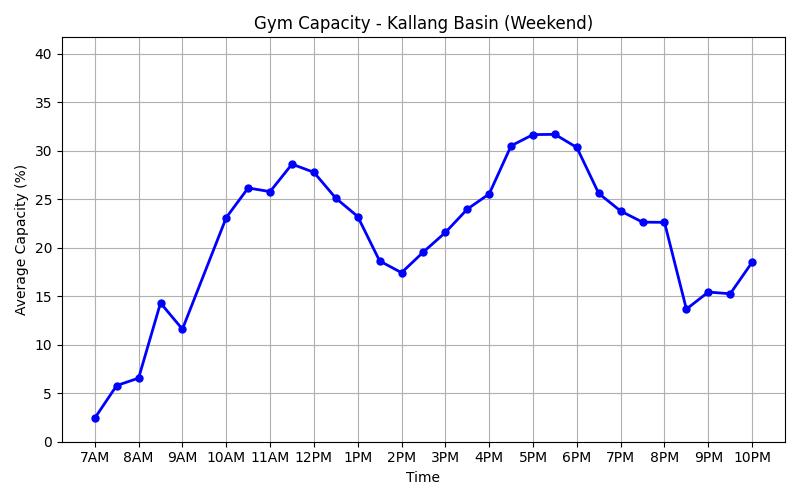 Gym Capacity - Kallang Basin (Weekend)
Average Capacity (%)
40
35
30
25
20
15
10
5
0
7AM 8AM 9AM 10AM 11AM 12PM 1PM 2PM 3PM 4PM 5PM 6PM 7PM 8PM 9PM 10PM
Time